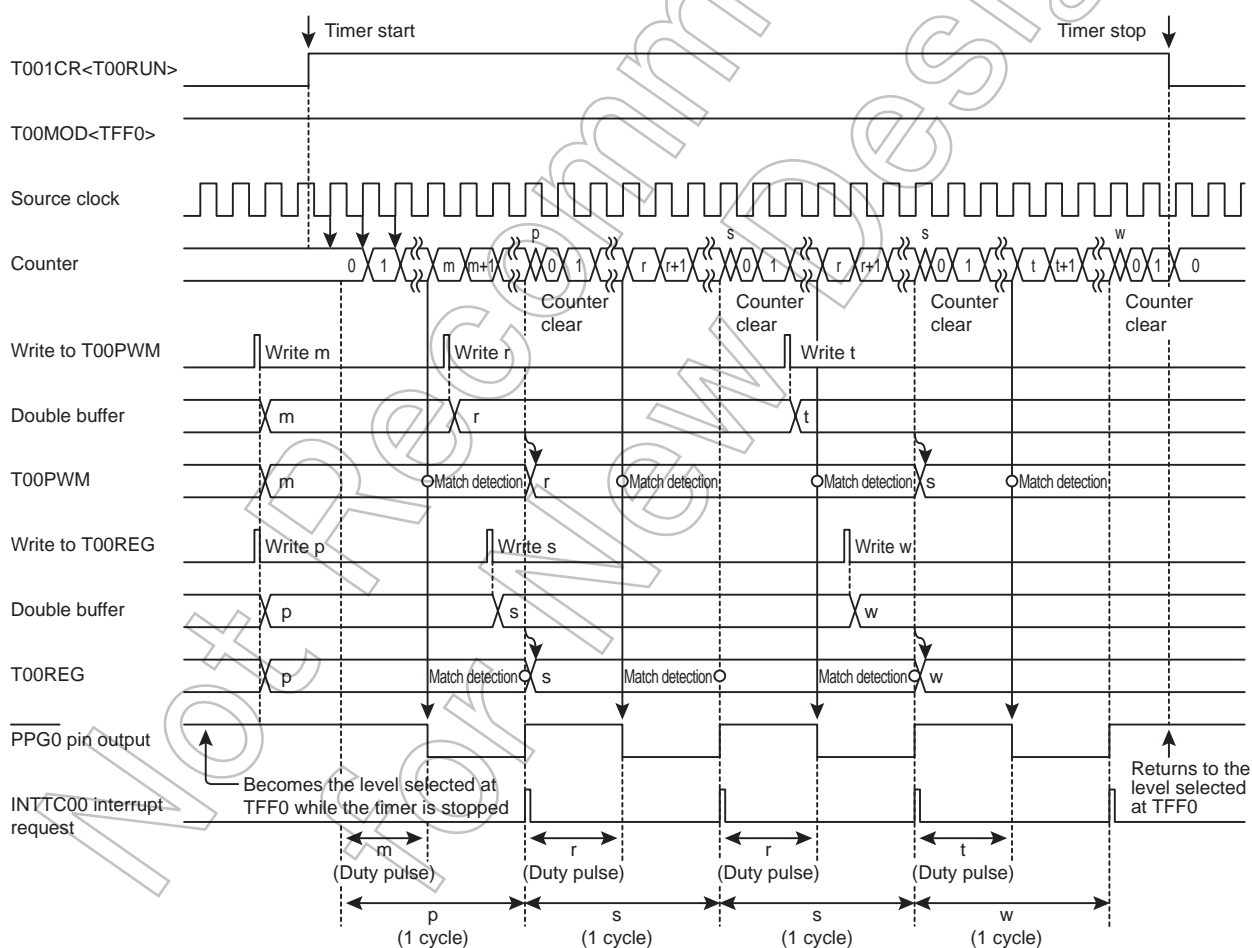 Timer start
Timer stop
T001CR<T00RUN>
T00MOD<TFF0>
Source clock
p s s w
Counter 0 1 m m+1 0 1 r r+1 0 1 r r+1 0 1 t t+1 0 1 0
Counter clear
Counter clear
Counter clear
Counter clear
Write to T00PWM Write m Write r Write t
Double buffer m r t
T00PWM m Match detection r Match detection Match detection s Match detection
Write to T00REG Write p Write s Write w
Double buffer p s w
T00REG p Match detection s Match detection Match detection w
PPG0 pin output
Becomes the level selected at
TFF0 while the timer is stopped
Returns to the
level selected
at TFF0
INTTC00 interrupt
request
m r r t
(Duty pulse) (Duty pulse) (Duty pulse) (Duty pulse)
p s s w
(1 cycle) (1 cycle) (1 cycle) (1 cycle)
Not Recomm
for New Desig